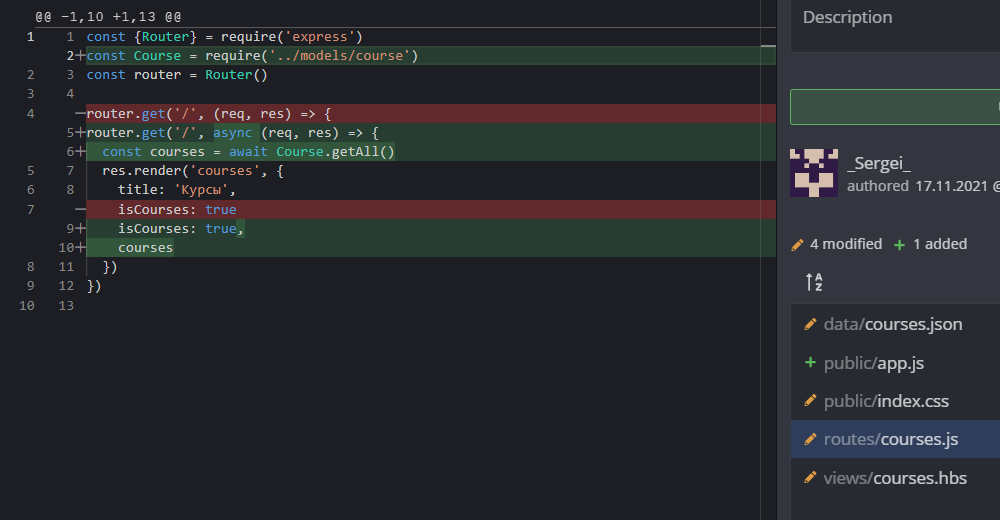 @@ -1,10 +1,13 @@
1 1 const {Router} = require('express')
2+const Course = require('../models/course')
2 3 const router = Router()
3 4
4 -router.get('/', (req, res) => {
5+router.get('/', async (req, res) => {
6+ const courses = await Course.getAll()
5 7 res.render('courses', {
6 8 title: 'Курсы',
7 - isCourses: true
9+ isCourses: true,
10+ courses
8 11 })
9 12 })
10 13
Description
_Sergei_
authored 17.11.2021 @
4 modified + 1 added
A
Z
data/courses.json
+ public/app.js
public/index.css
routes/courses.js
views/courses.hbs